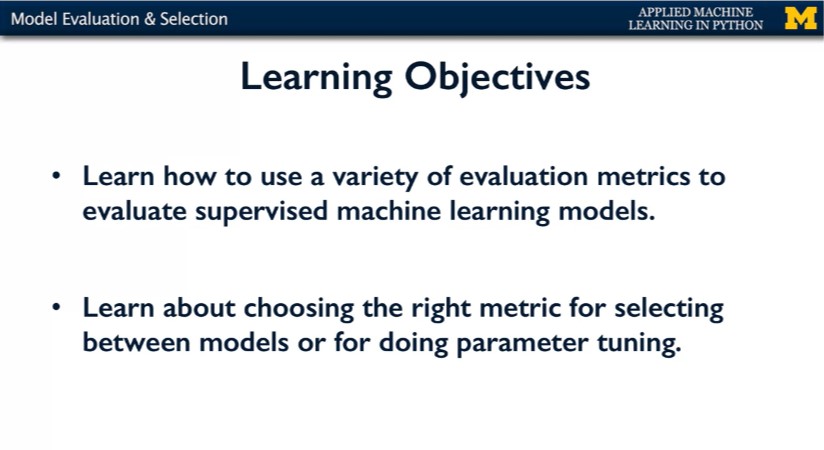 Model Evaluation & Selection
APPLIED MACHINE
LEARNING IN PYTHON
M
Learning Objectives
• Learn how to use a variety of evaluation metrics to
evaluate supervised machine learning models.
• Learn about choosing the right metric for selecting
between models or for doing parameter tuning.